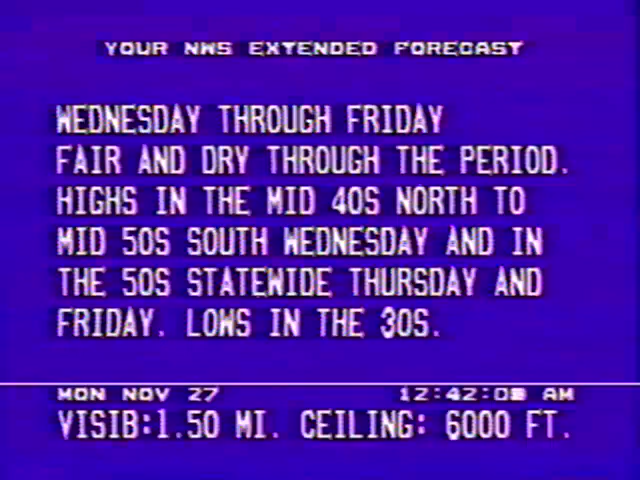 YOUR NWS EXTENDED FORECAST
WEDNESDAY THROUGH FRIDAY
FAIR AND DRY THROUGH THE PERIOD.
HIGHS IN THE MID 40S NORTH TO
MID 50S SOUTH WEDNESDAY AND IN
THE 50S STATEWIDE THURSDAY AND
FRIDAY. LOWS IN THE 30S.
MON NOV 27 12:42:08 AM
VISIB:1.50 MI. CEILING: 6000 FT.